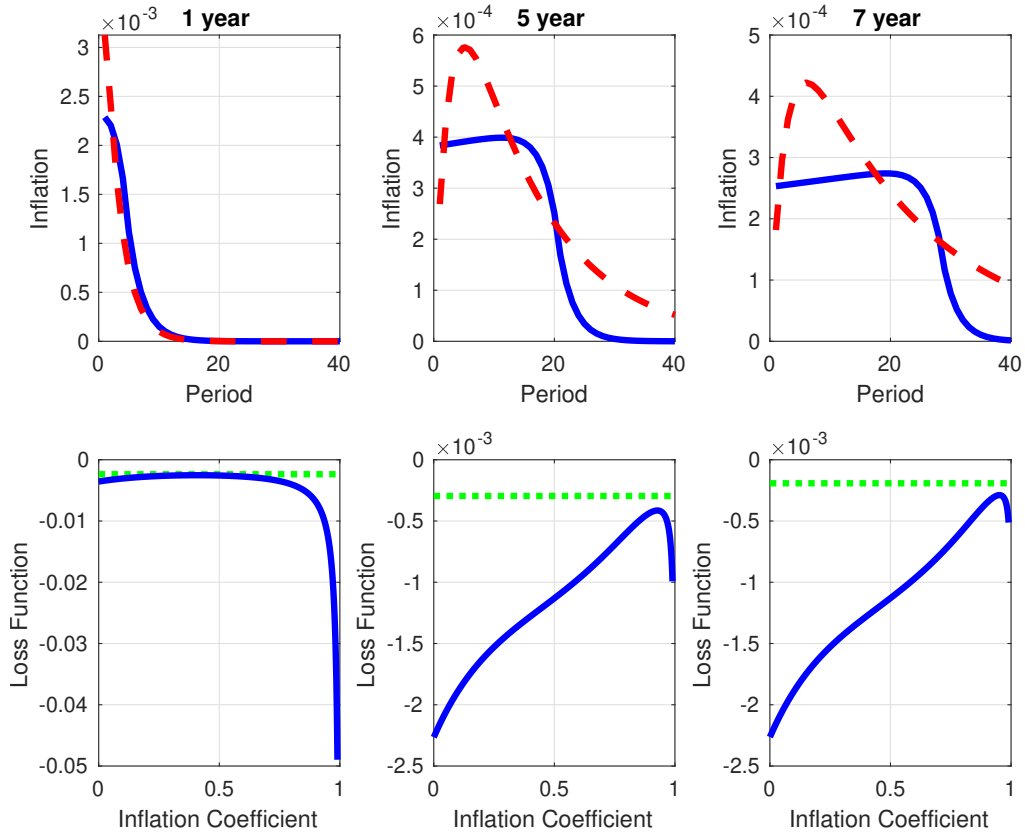 1 year
×10-3
Inflation
3
2.5
2
1.5
1
0.5
0
0 20 40
Period
5 year
×10-4
Inflation
6
5
4
3
2
1
0
0 20 40
Period
7 year
×10-4
Inflation
5
4
3
2
1
0
0 20 40
Period
Loss Function
0
-0.01
-0.02
-0.03
-0.04
-0.05
0 0.5 1
Inflation Coefficient
×10-3
Loss Function
0
-0.5
-1
-1.5
-2
-2.5
0 0.5 1
Inflation Coefficient
×10-3
Loss Function
0
-0.5
-1
-1.5
-2
-2.5
0 0.5 1
Inflation Coefficient